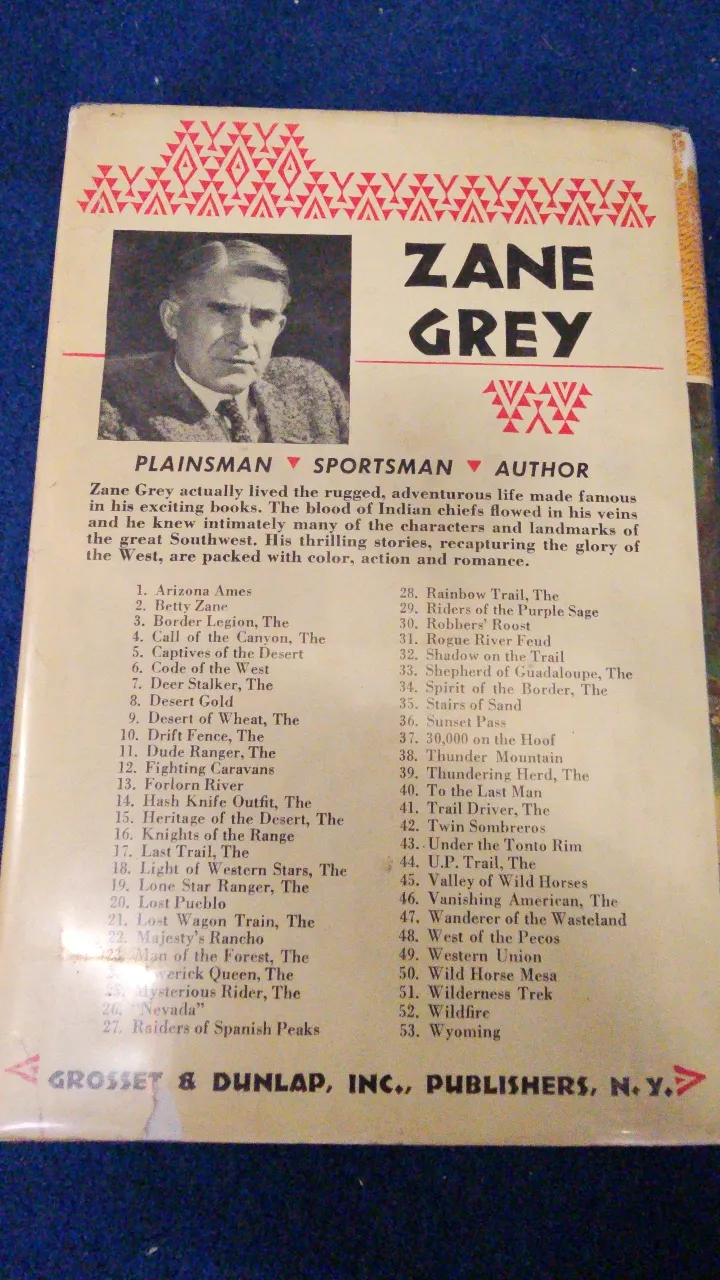 ZANE
GREY
PLAINSMAN ▼ SPORTSMAN ▼ AUTHOR
Zane Grey actually lived the rugged, adventurous life made famous
in his exciting books. The blood of Indian chiefs flowed in his veins
and he knew intimately many of the characters and landmarks of
the great Southwest. His thrilling stories, recapturing the glory of
the West, are packed with color, action and romance.
1. Arizona Ames
2. Betty Zane
3. Border Legion, The
4. Call of the Canyon, The
5. Captives of the Desert
6. Code of the West
7. Deer Stalker, The
8. Desert Gold
9. Desert of Wheat, The
10. Drift Fence, The
11. Dude Ranger, The
12. Fighting Caravans
13. Forlorn River
14. Hash Knife Outfit, The
15. Heritage of the Desert, The
16. Knights of the Range
17. Last Trail, The
18. Light of Western Stars, The
19. Lone Star Ranger, The
20. Lost Pueblo
21. Lost Wagon Train, The
22. Majesty's Rancho
23. Man of the Forest, The
Queen, The
25. Mysterious Rider, The
26. "Nevada"
27. Raiders of Spanish Peaks
28. Rainbow Trail, The
29. Riders of the Purple Sage
30. Robbers' Roost
31. Rogue River Feud
32. Shadow on the Trail
33. Shepherd of Guadaloupe, The
34. Spirit of the Border, The
35. Stairs of Sand
36. Sunset Pass
37. 30,000 on the Hoof
38. Thunder Mountain
39. Thundering Herd, The
40. To the Last Man
41. Trail Driver, The
42. Twin Sombreros
43. Under the Tonto Rim
44. U.P. Trail, The
45. Valley of Wild Horses
46. Vanishing American, The
47. Wanderer of the Wasteland
48. West of the Pecos
49. Western Union
50. Wild Horse Mesa
51. Wilderness Trek
52. Wildfire
53. Wyoming
GROSSET & DUNLAP, INC., PUBLISHERS, N.Y.